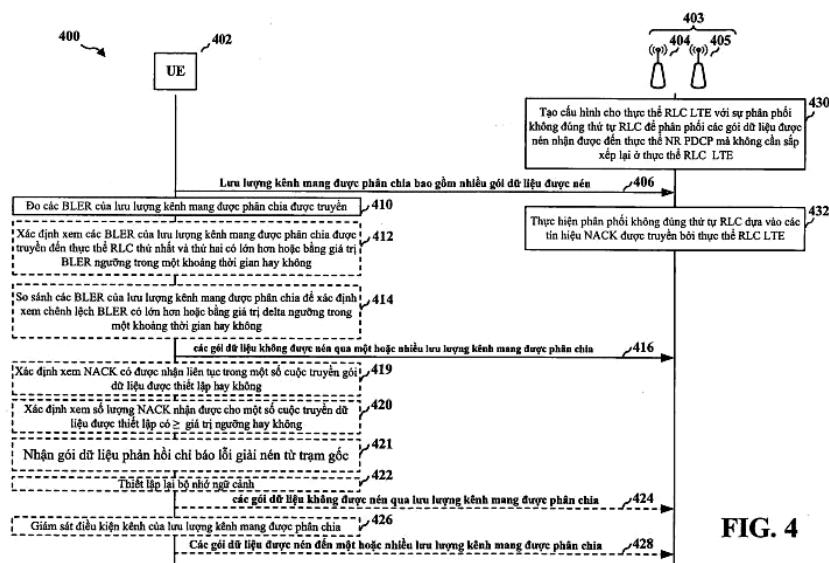 400
402
UE
403
404
405
430
Tạo cấu hình cho thực thể RLC LTE với sự phân phối
không đúng thứ tự RLC để phân phối các gói dữ liệu được
nén nhận được đến thực thể NR PDCP mà không cần sắp
xếp lại ở thực thể RLC LTE
Lưu lượng kênh mang được phân chia bao gồm nhiều gói dữ liệu được nén
406
Đo các BLER của lưu lượng kênh mang được phân chia được truyền
410
432
Thực hiện phân phối không đúng thứ tự RLC dựa vào các
tín hiệu NACK được truyền bởi thực thể RLC LTE
Xác định xem các BLER của lưu lượng kênh mang được phân chia được
truyền đến thực thể RLC thứ nhất và thứ hai có lớn hơn hoặc bằng giá trị
BLER ngưỡng trong một khoảng thời gian hay không
412
So sánh các BLER của lưu lượng kênh mang được phân chia để xác định
xem chênh lệch BLER có lớn hơn hoặc bằng giá trị delta ngưỡng trong
một khoảng thời gian hay không
414
các gói dữ liệu không được nén qua một hoặc nhiều lưu lượng kênh mang được phân chia
416
Xác định xem NACK có được nhận liên tục trong một số cuộc truyền gói
dữ liệu được thiết lập hay không
419
Xác định xem số lượng NACK nhận được cho một số cuộc truyền dữ
liệu được thiết lập có ≥ giá trị ngưỡng hay không
420
Nhận gói dữ liệu phản hồi chỉ báo lỗi giải nén từ trạm gốc
421
Thiết lập lại bộ nhớ ngữ cảnh
422
các gói dữ liệu không được nén qua lưu lượng kênh mang được phân chia
424
Giám sát điều kiện kênh của lưu lượng kênh mang được phân chia
426
Các gói dữ liệu được nén đến một hoặc nhiều lưu lượng kênh mang được phân chia
428
FIG. 4